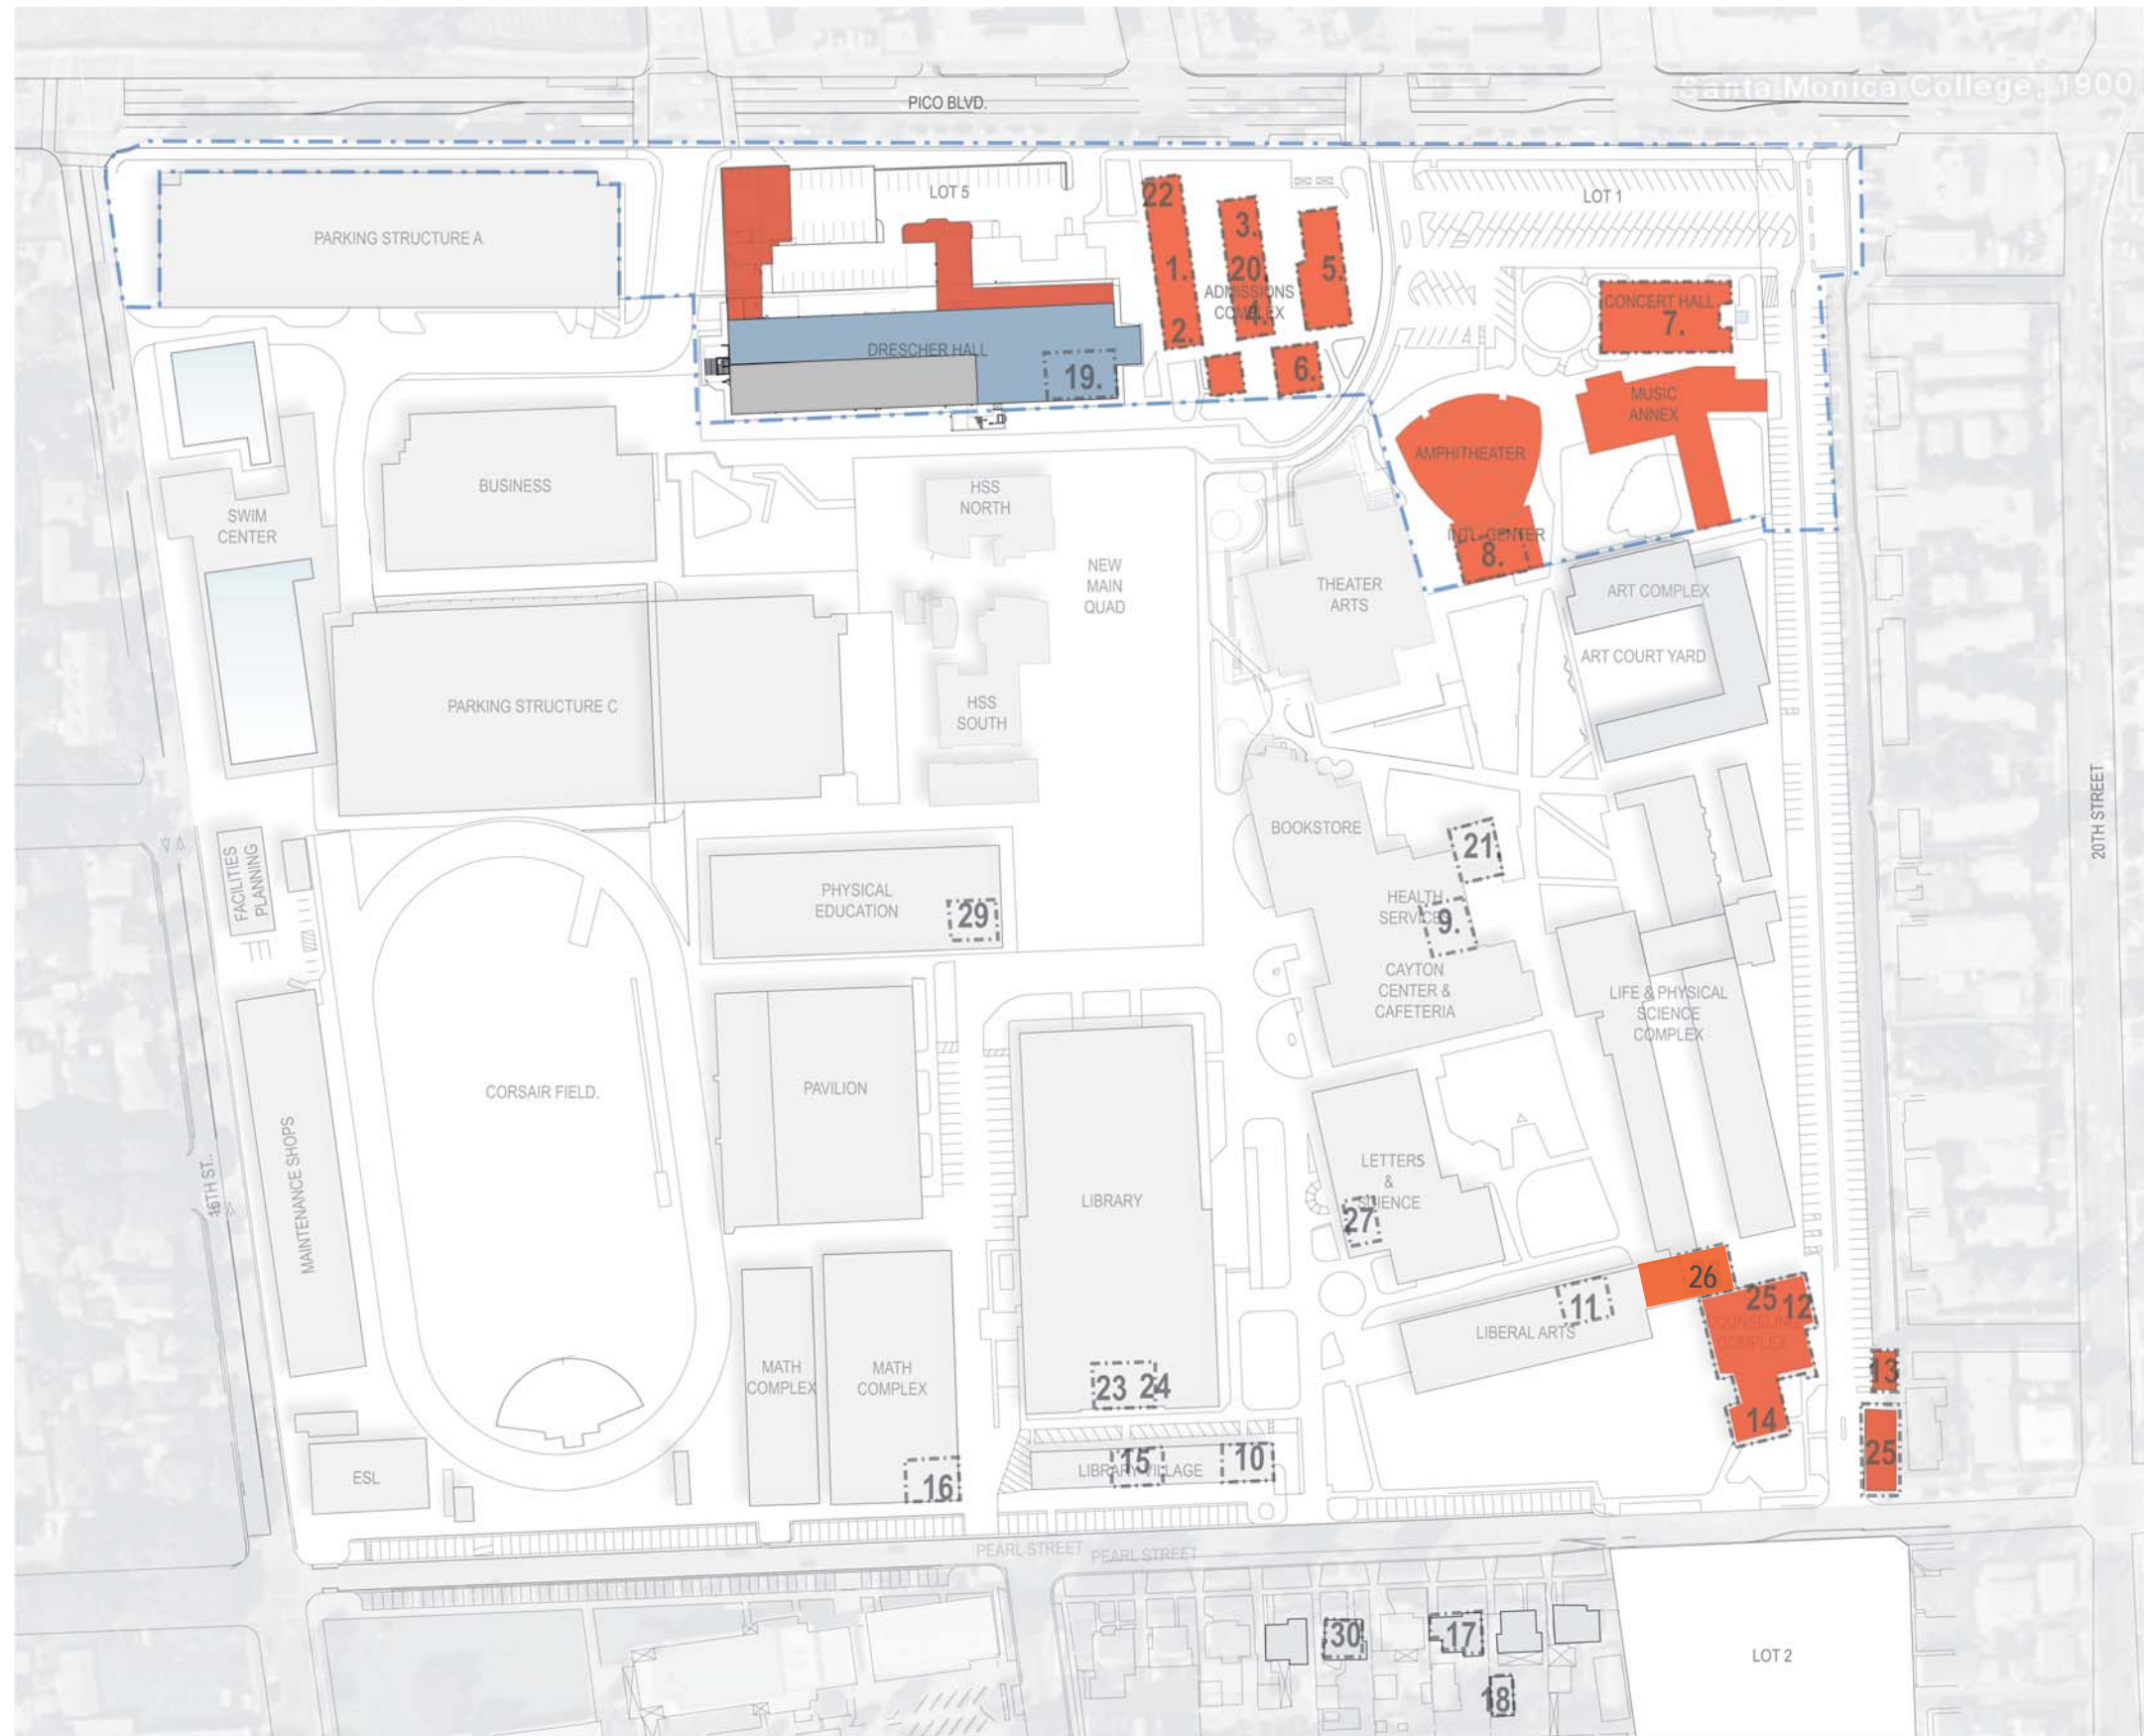 Santa Monica College, 1900
PICO BLVD.
PARKING STRUCTURE A
LOT 5
22
1.
2.
3.
20.
4.
5.
ADMISSIONS
COMPLEX
6.
LOT 1
CONCERT HALL
7.
DRESCHER HALL
19.
MUSIC
ANNEX
AMPHITHEATER
INTL. CENTER
8.
SWIM
CENTER
BUSINESS
HSS
NORTH
NEW
MAIN
QUAD
THEATER
ARTS
ART COMPLEX
ART COURT YARD
PARKING STRUCTURE C
HSS
SOUTH
BOOKSTORE
21
20TH STREET
FACILITIES
PLANNING
PHYSICAL
EDUCATION
29
HEALTH
SERVICES
9.
CAYTON
CENTER &
CAFETERIA
LIFE & PHYSICAL
SCIENCE
COMPLEX
CORSAIR FIELD.
PAVILION
MAINTENANCE SHOPS
16TH ST..
LIBRARY
LETTERS
&
SCIENCE
27
26
25 12
COUNSELING
COMPLEX
11.
LIBERAL ARTS
13
14
25
MATH
COMPLEX
MATH
COMPLEX
23 24
ESL
16
LIBRARY VILLAGE
15
10
PEARL STREET
PEARL STREET
30
17
18
LOT 2